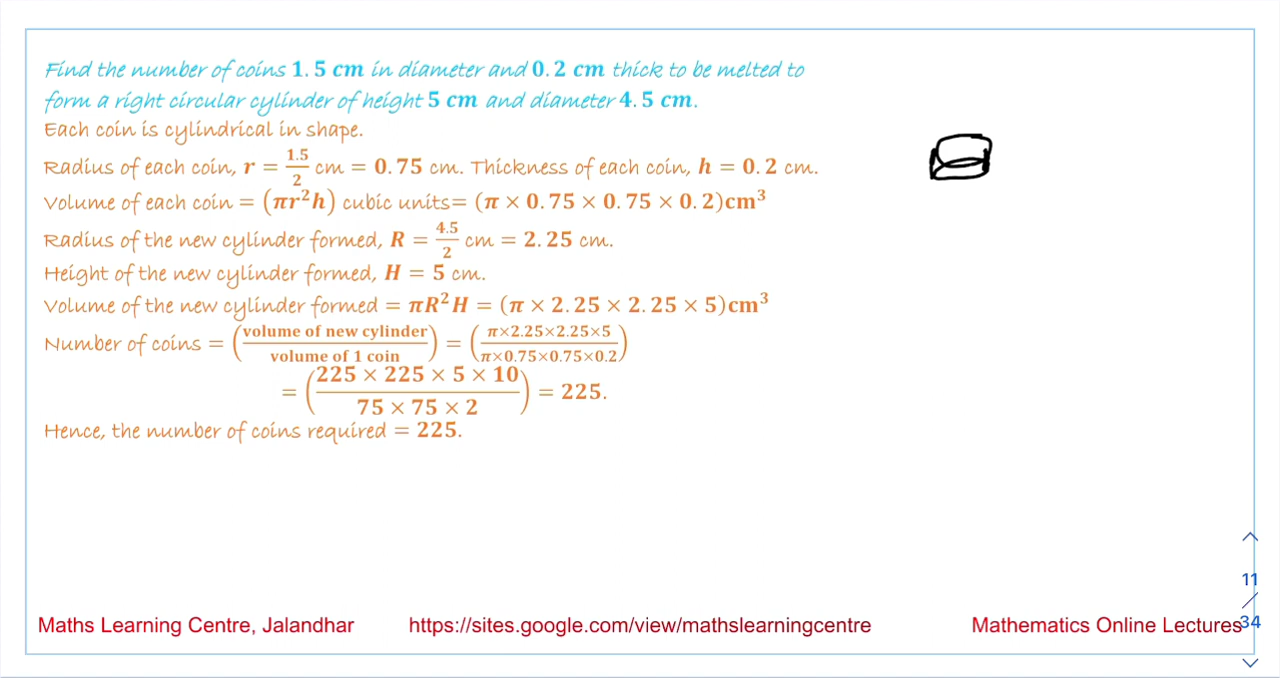 Find the number of coins 1.5 cm in diameter and 0.2 cm thick to be melted to
form a right circular cylinder of height 5 cm and diameter 4.5 cm.
Each coin is cylindrical in shape.
Radius of each coin, r = 1.5/2 cm = 0.75 cm. Thickness of each coin, h = 0.2 cm.
Volume of each coin = (πr²h) cubic units= (π × 0.75 × 0.75 × 0.2)cm³
Radius of the new cylinder formed, R = 4.5/2 cm = 2.25 cm.
Height of the new cylinder formed, H = 5 cm.
Volume of the new cylinder formed = πR²H = (π × 2.25 × 2.25 × 5)cm³
Number of coins = (volume of new cylinder/volume of 1 coin) = (π×2.25×2.25×5/π×0.75×0.75×0.2)
= (225 × 225 × 5 × 10/75 × 75 × 2) = 225.
Hence, the number of coins required = 225.
11
/
34
Maths Learning Centre, Jalandhar https://sites.google.com/view/mathslearningcentre Mathematics Online Lectures